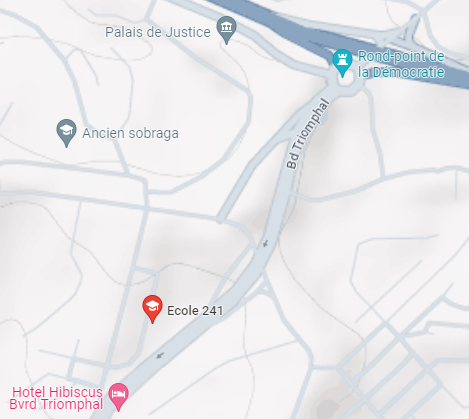 Palais de Justice
Rond-point de
la Démocratie
Bd Triomphal
Ancien sobraga
Ecole 241
Hotel Hibiscus
Bvrd Triomphal